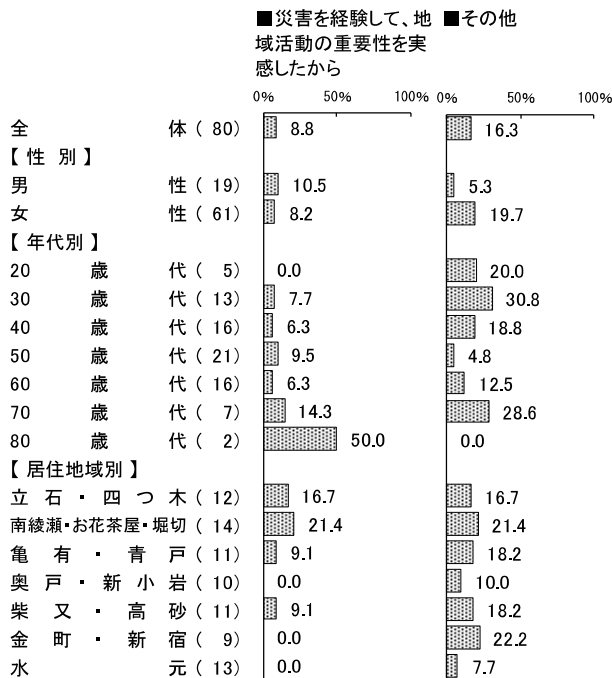 ■災害を経験して、地域活動の重要性を実感したから ■その他
0% 50% 100% 0% 50% 100%
全体 ( 80) 8.8 16.3
【 性 別 】
男性 ( 19) 10.5 5.3
女性 ( 61) 8.2 19.7
【 年代別 】
20歳代 ( 5) 0.0 20.0
30歳代 ( 13) 7.7 30.8
40歳代 ( 16) 6.3 18.8
50歳代 ( 21) 9.5 4.8
60歳代 ( 16) 6.3 12.5
70歳代 ( 7) 14.3 28.6
80歳代 ( 2) 50.0 0.0
【 居住地域別 】
立石・四つ木 ( 12) 16.7 16.7
南綾瀬・お花茶屋・堀切 ( 14) 21.4 21.4
亀有・青戸 ( 11) 9.1 18.2
奥戸・新小岩 ( 10) 0.0 10.0
柴又・高砂 ( 11) 9.1 18.2
金町・新宿 ( 9) 0.0 22.2
水元 ( 13) 0.0 7.7